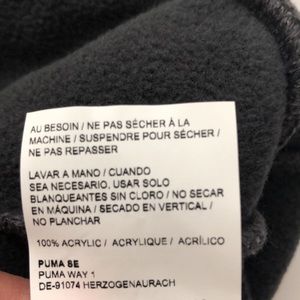 AU BESOIN / NE PAS SÉCHER À LA
MACHINE / SUSPENDRE POUR SÉCHER /
NE PAS REPASSER
LAVAR A MANO / CUANDO
SEA NECESARIO, USAR SOLO
BLANQUEANTES SIN CLORO / NO SECAR
EN MÁQUINA / SECADO EN VERTICAL /
NO PLANCHAR
100% ACRYLIC / ACRYLIQUE / ACRÍLICO
PUMA SE
PUMA WAY 1
DE-91074 HERZOGENAURACH